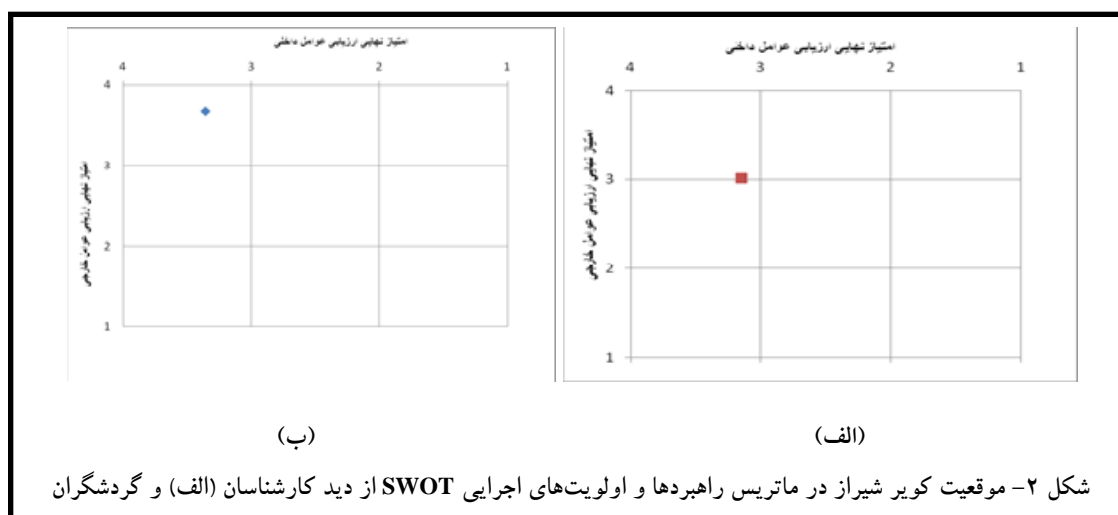 امتیاز نهایی ارزیابی عوامل داخلی
4 3 2 1
4
3
2
1
امتیاز نهایی ارزیابی عوامل خارجی
(الف)
امتیاز نهایی ارزیابی عوامل داخلی
4 3 2 1
4
3
2
1
امتیاز نهایی ارزیابی عوامل خارجی
(ب)
شکل ۲- موقعیت کویر شیراز در ماتریس راهبردها و اولویت‌های اجرایی SWOT از دید کارشناسان (الف) و گردشگران